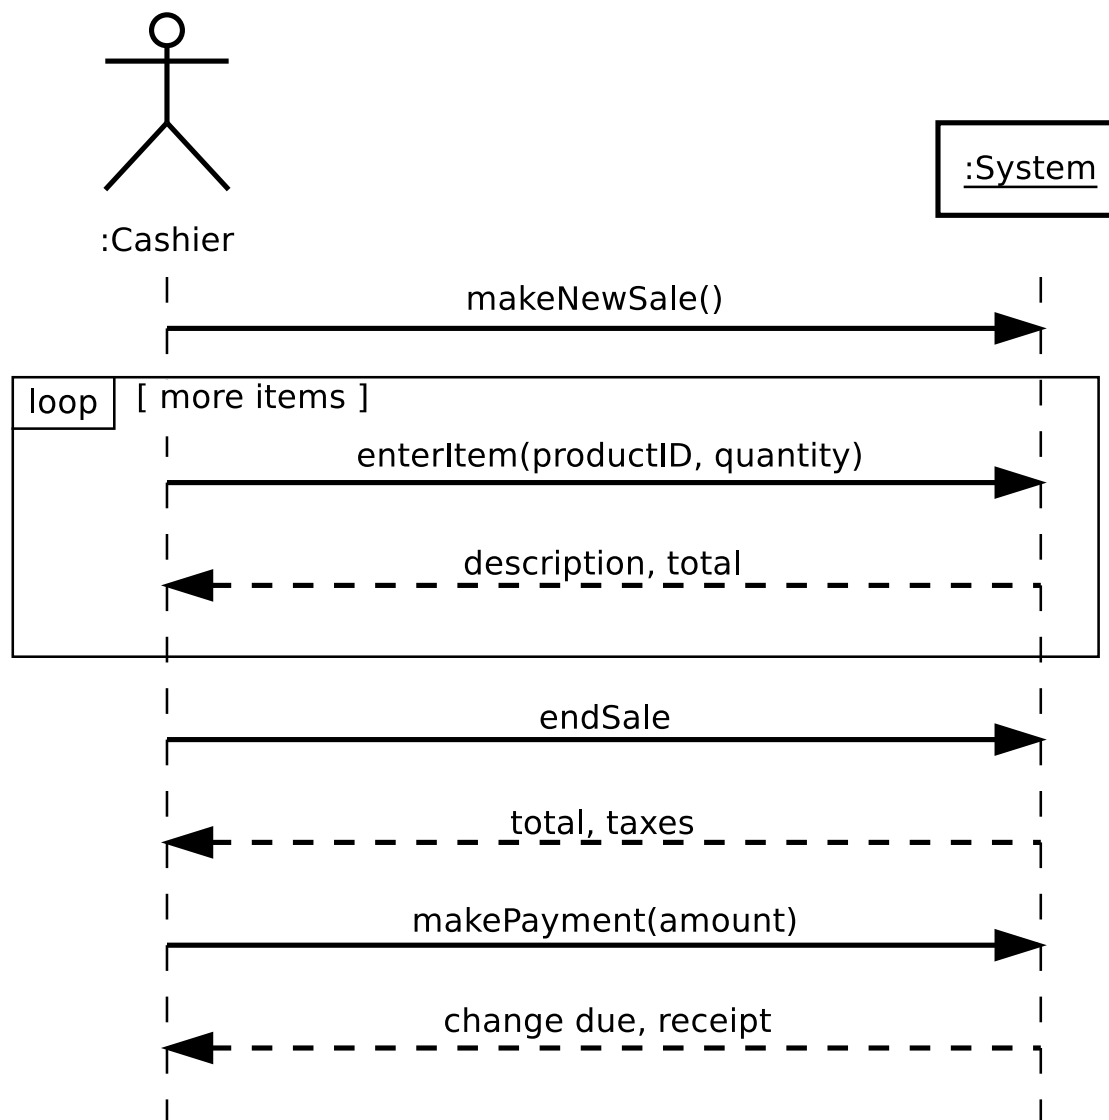 :System
:Cashier
makeNewSale()
loop [ more items ]
enterItem(productID, quantity)
description, total
endSale
total, taxes
makePayment(amount)
change due, receipt